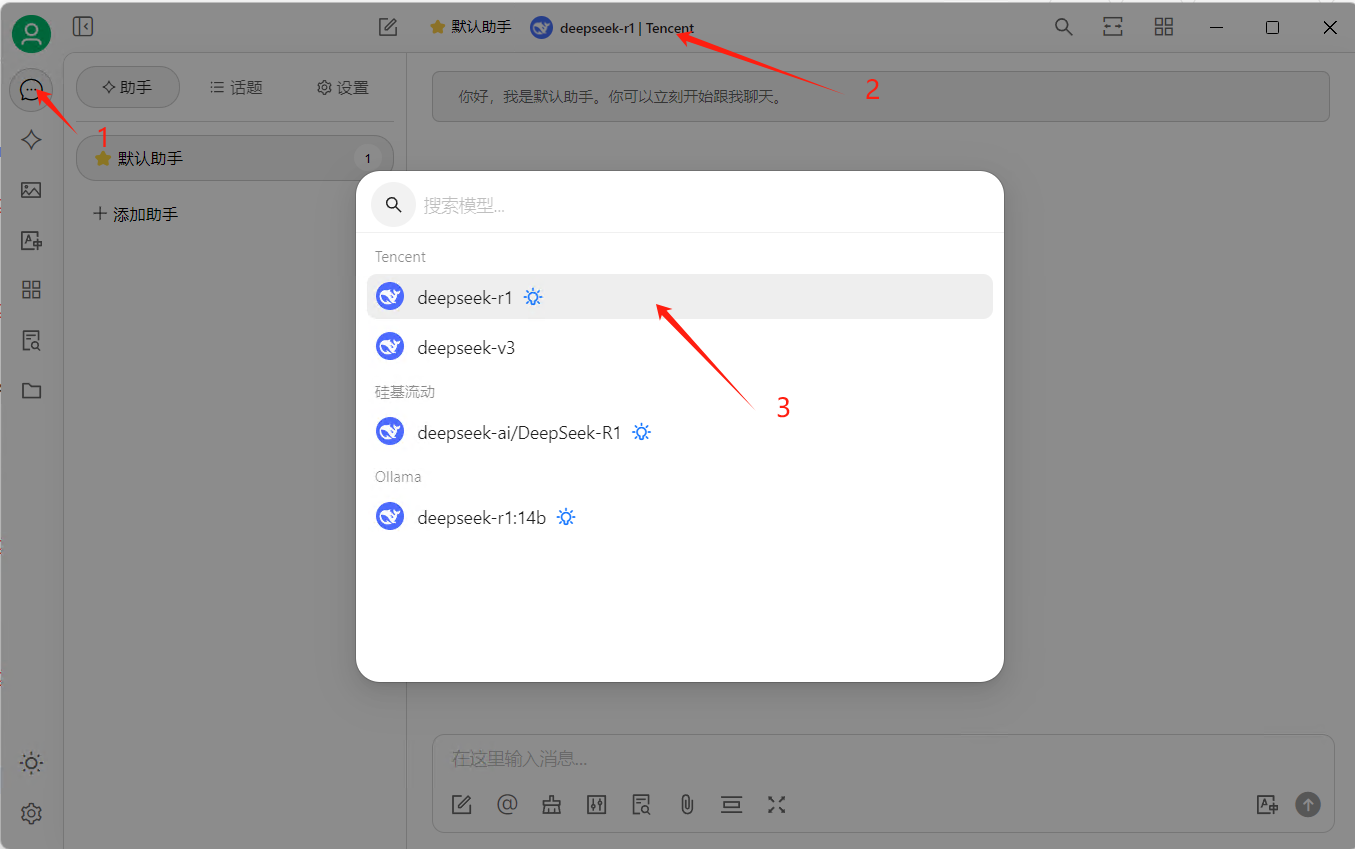 默认助手
deepseek-r1 | Tencent
助手
话题
设置
你好，我是默认助手。你可以立刻开始跟我聊天。
1
2
默认助手
1
添加助手
搜索模型...
Tencent
deepseek-r1
deepseek-v3
3
硅基流动
deepseek-ai/DeepSeek-R1
Ollama
deepseek-r1:14b
在这里输入消息...